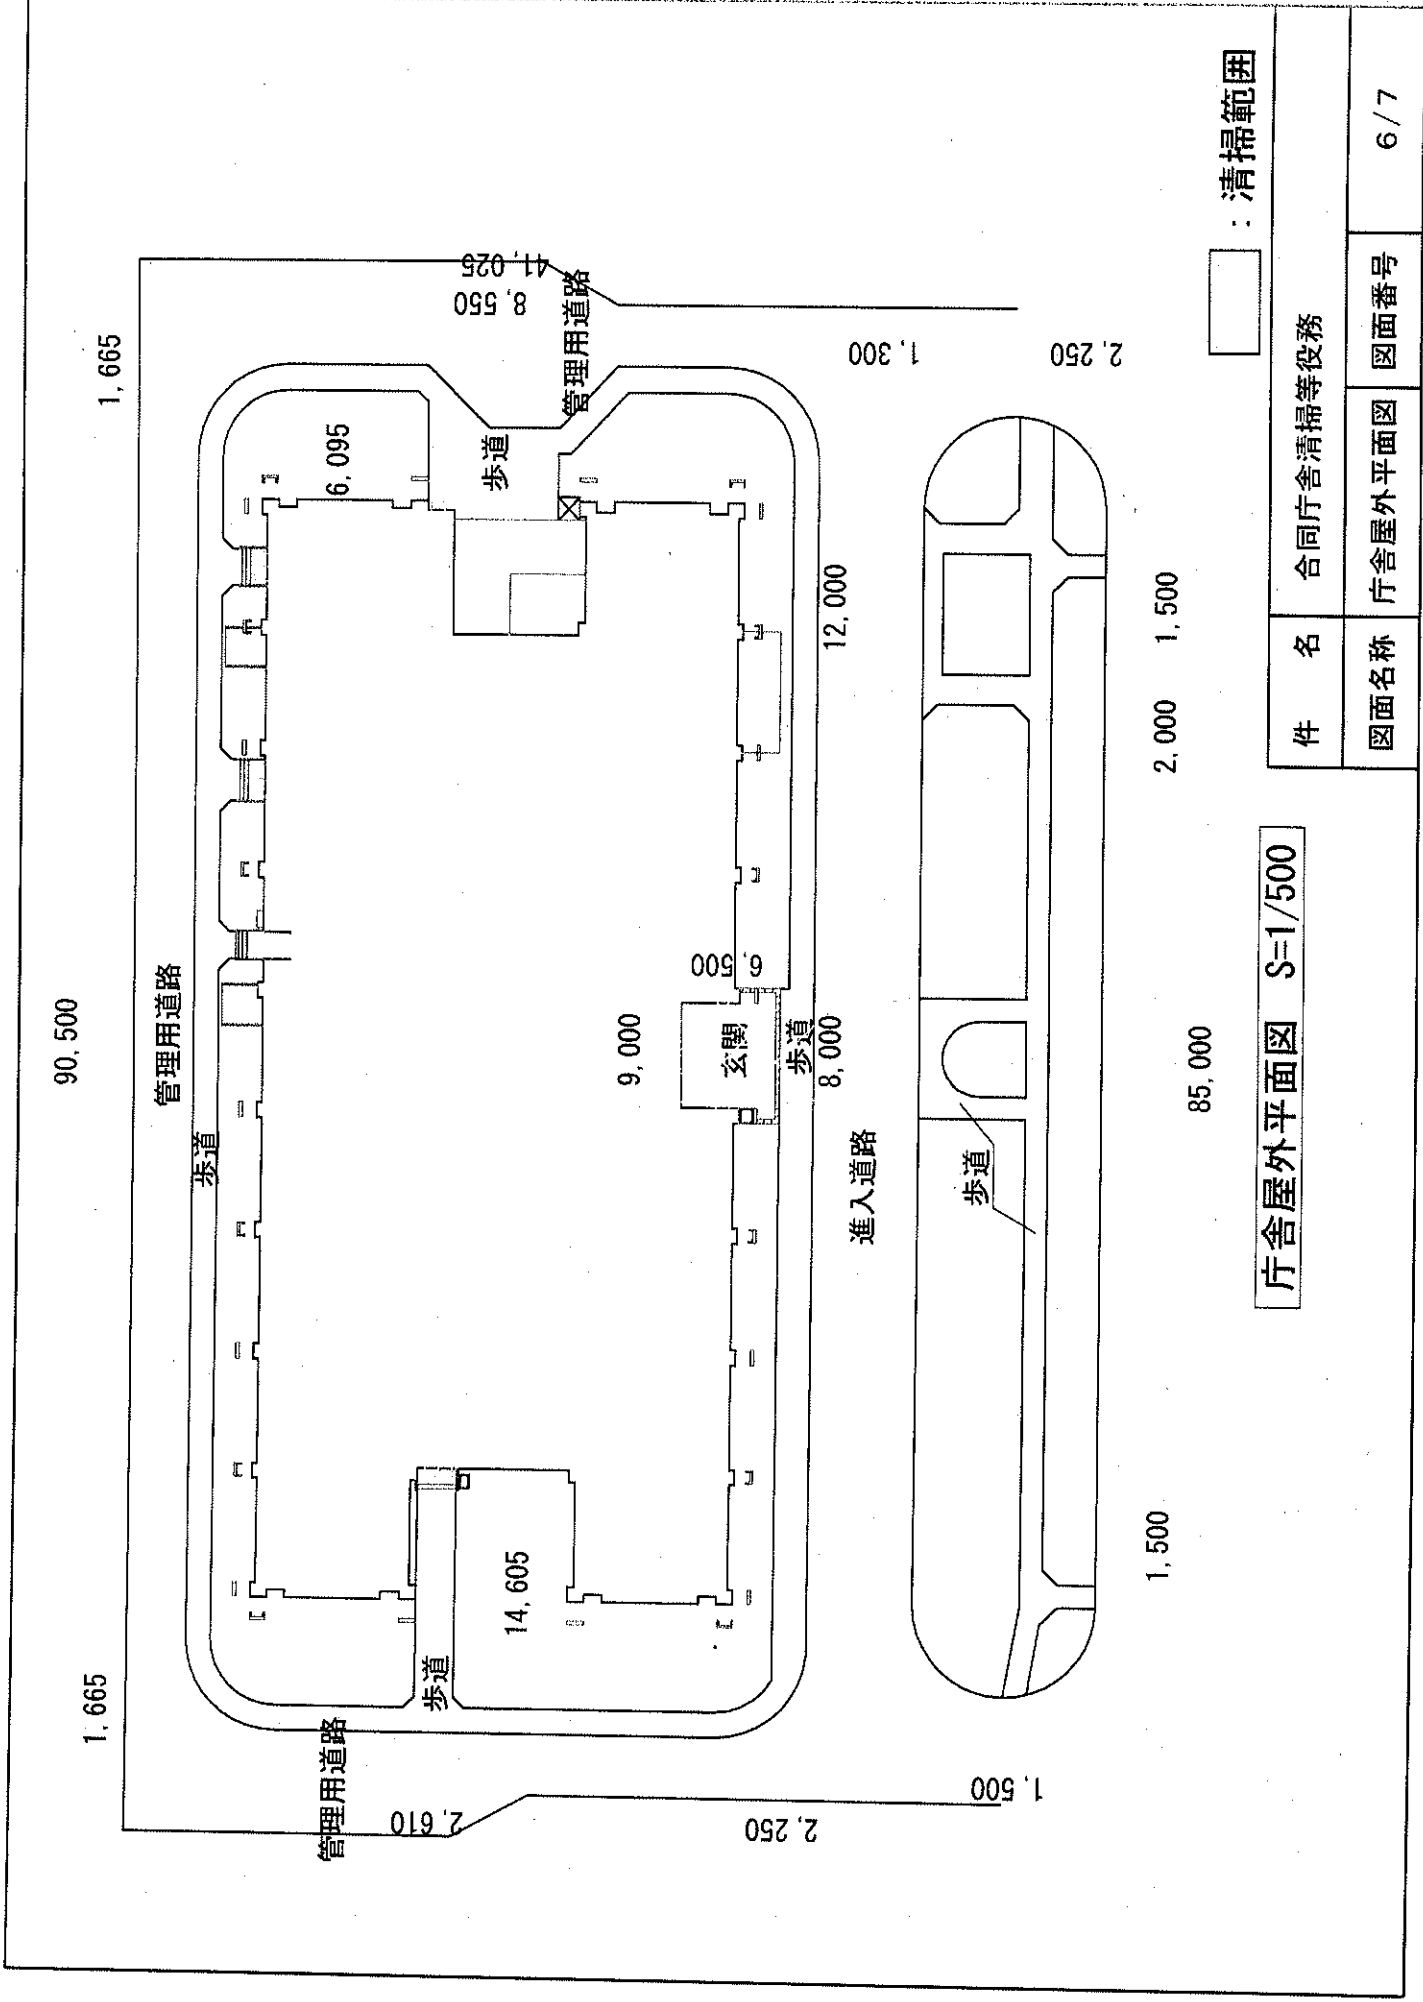 1,665
90,500
1,665
管理用道路
歩道
41,025
8,550
管理用道路
6,095
歩道
管理用道路
2,610
歩道
14,605
9,000
6,500
玄関
歩道
8,000
12,000
1,300
2,250
2,250
1,500
進入道路
歩道
1,500
2,000
1,500
85,000
庁舎屋外平面図 S=1/500
：清掃範囲
件 名 合同庁舎清掃等役務
図面名称 庁舎屋外平面図 図面番号 6/7